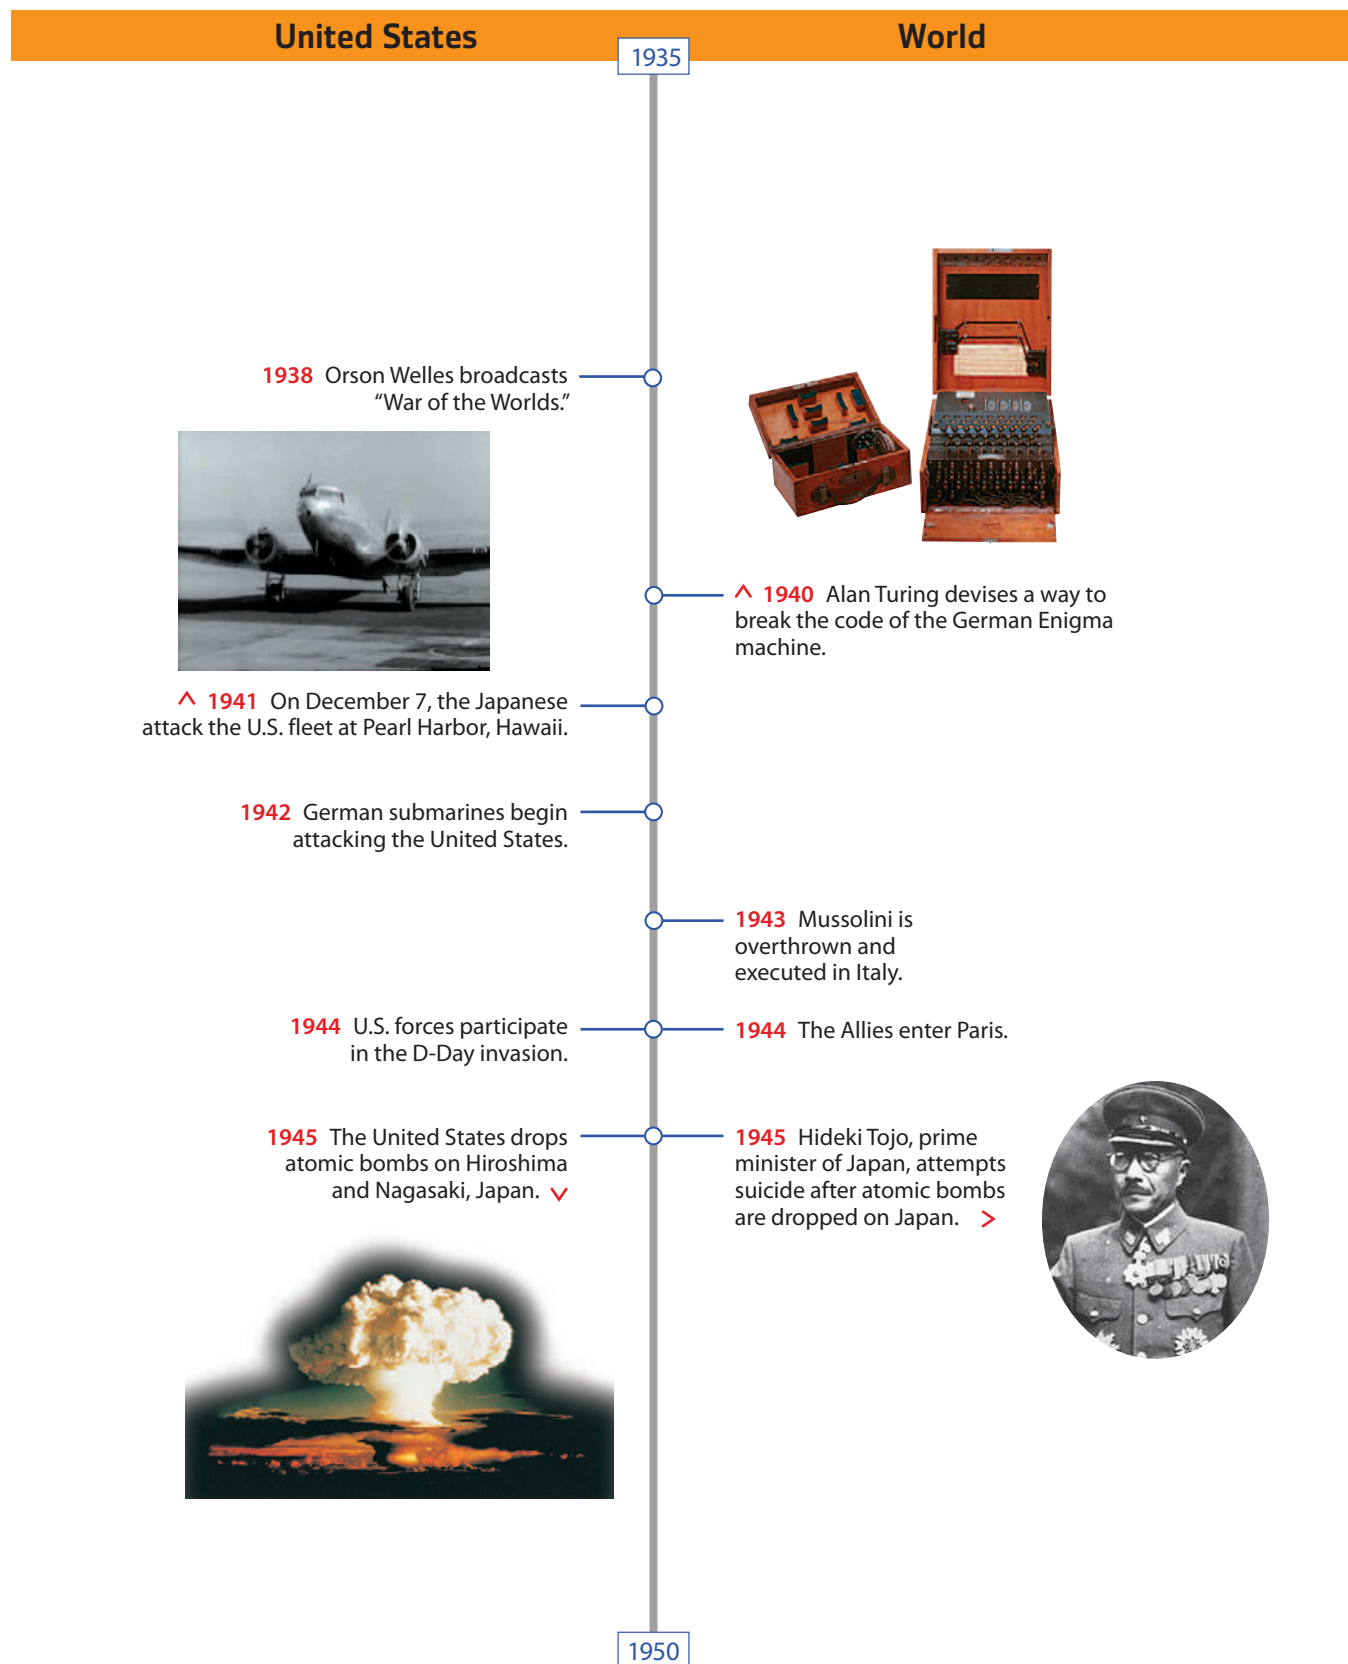 United States
World
1935
1938 Orson Welles broadcasts
“War of the Worlds.”
^ 1940 Alan Turing devises a way to
break the code of the German Enigma
machine.
^ 1941 On December 7, the Japanese
attack the U.S. fleet at Pearl Harbor, Hawaii.
1942 German submarines begin
attacking the United States.
1943 Mussolini is
overthrown and
executed in Italy.
1944 U.S. forces participate
in the D-Day invasion.
1944 The Allies enter Paris.
1945 The United States drops
atomic bombs on Hiroshima
and Nagasaki, Japan.
1945 Hideki Tojo, prime
minister of Japan, attempts
suicide after atomic bombs
are dropped on Japan. >
1950